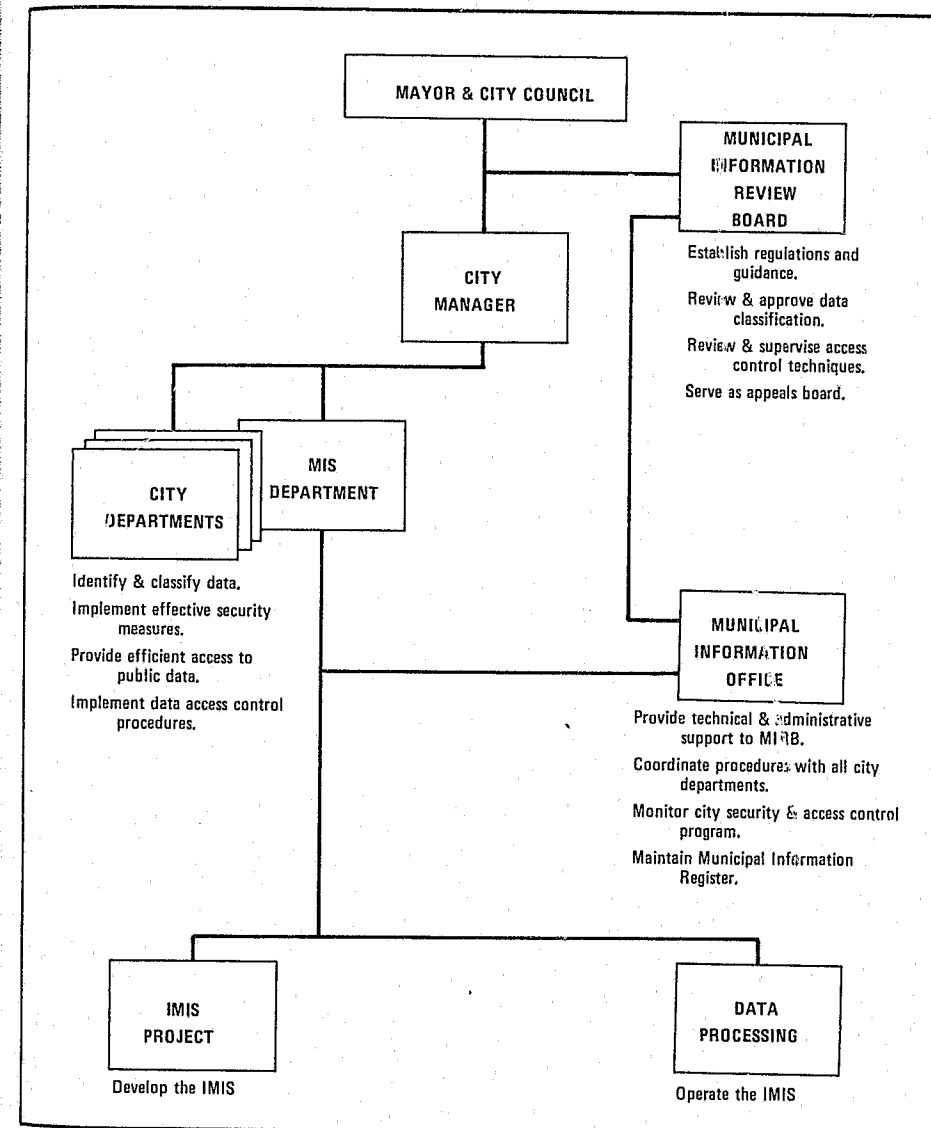 MAYOR & CITY COUNCIL
MUNICIPAL
INFORMATION
REVIEW
BOARD
Establish regulations and
guidance.
Review & approve data
classification.
Review & supervise access
control techniques.
Serve as appeals board.
CITY
MANAGER
MIS
DEPARTMENT
CITY
DEPARTMENTS
Identify & classify data.
Implement effective security
measures.
Provide efficient access to
public data.
Implement data access control
procedures.
MUNICIPAL
INFORMATION
OFFICE
Provide technical & administrative
support to MIRB.
Coordinate procedures with all city
departments.
Monitor city security & access control
program.
Maintain Municipal Information
Register.
IMIS
PROJECT
Develop the IMIS
DATA
PROCESSING
Operate the IMIS